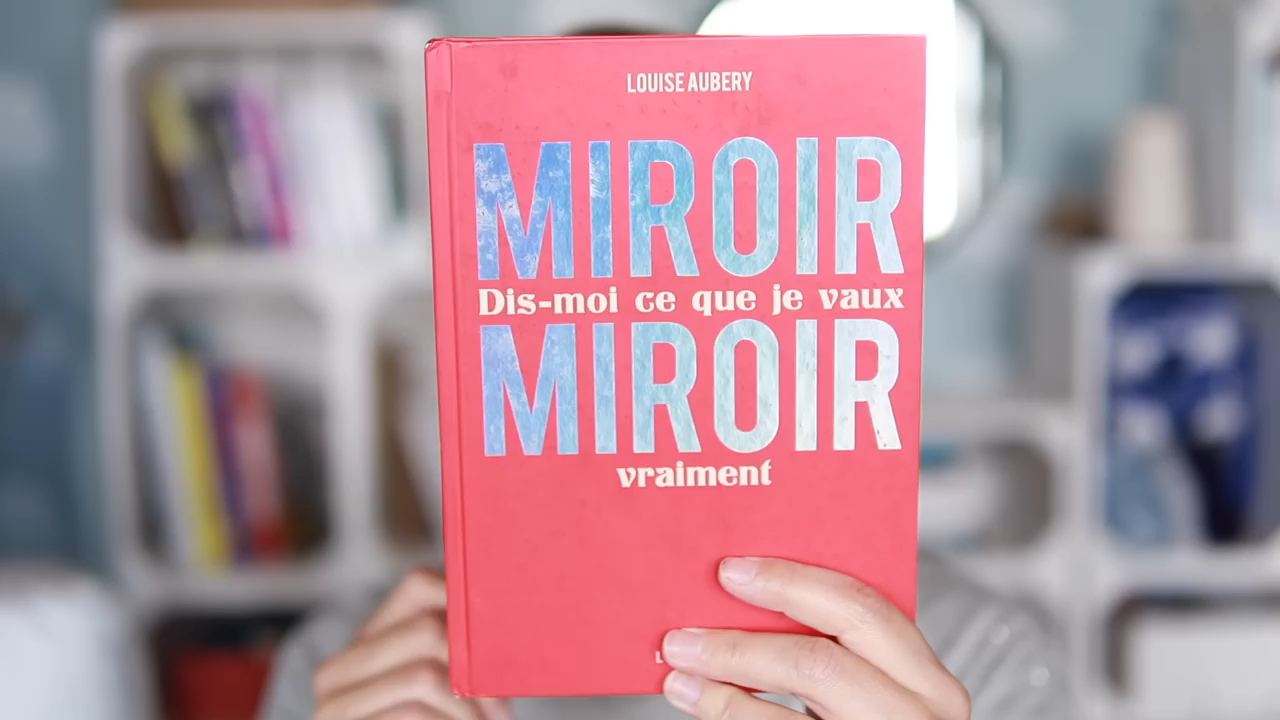 LOUISE AUBERY
MIROIR
Dis-moi ce que je vaux
MIROIR
vraiment